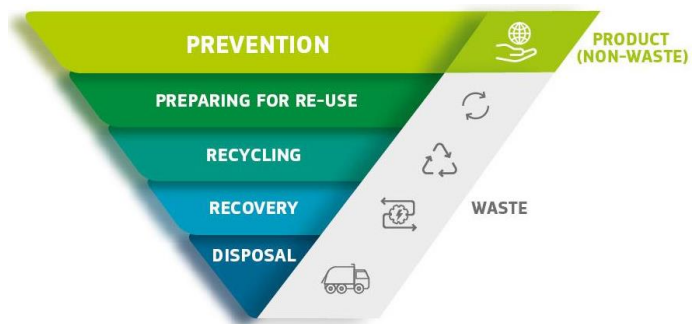 PREVENTION
PRODUCT
(NON-WASTE)
PREPARING FOR RE-USE
RECYCLING
RECOVERY
WASTE
DISPOSAL